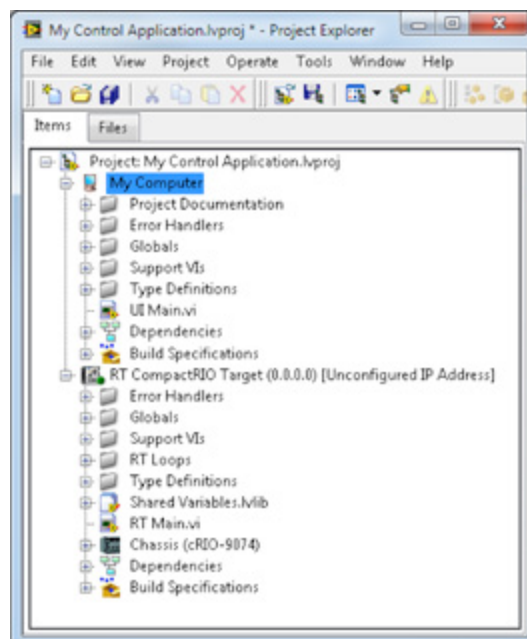 My Control Application.lvproj * - Project Explorer
File Edit View Project Operate Tools Window Help
Items Files
Project: My Control Application.lvproj
My Computer
Project Documentation
Error Handlers
Globals
Support VIs
Type Definitions
UI Main.vi
Dependencies
Build Specifications
RT CompactRIO Target (0.0.0.0) [Unconfigured IP Address]
Error Handlers
Globals
Support VIs
RT Loops
Type Definitions
Shared Variables.lvlib
RT Main.vi
Chassis (cRIO-9074)
Dependencies
Build Specifications